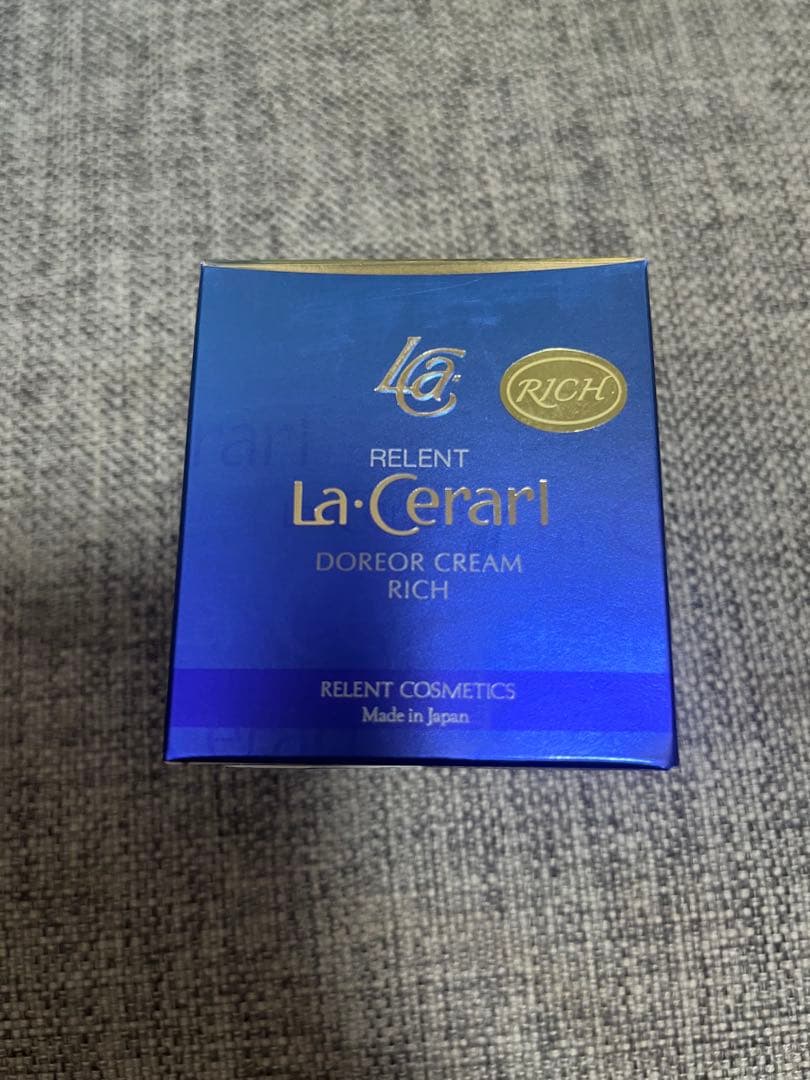 La
RICH
RELENT
La·Cerarl
DOREOR CREAM
RICH
RELENT COSMETICS
Made in Japan